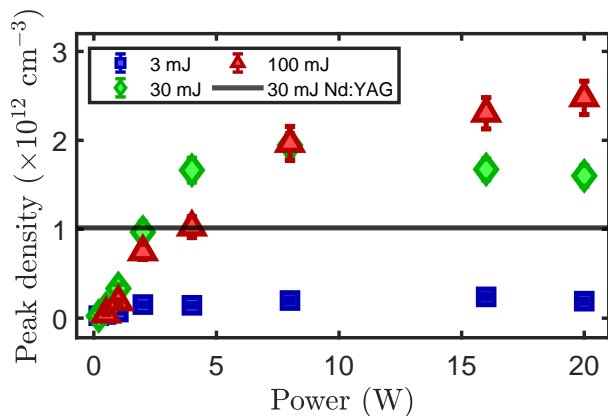 3 mJ
100 mJ
30 mJ
30 mJ Nd:YAG
Peak density (×10¹² cm⁻³)
3
2
1
0
0
5
10
15
20
Power (W)